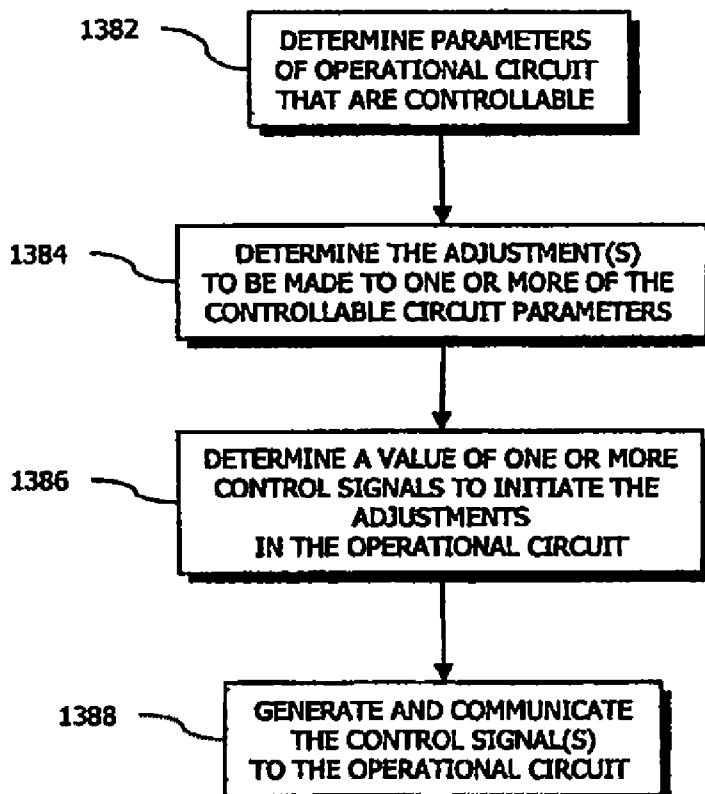 1382
DETERMINE PARAMETERS
OF OPERATIONAL CIRCUIT
THAT ARE CONTROLLABLE
1384
DETERMINE THE ADJUSTMENT(S)
TO BE MADE TO ONE OR MORE OF THE
CONTROLLABLE CIRCUIT PARAMETERS
1386
DETERMINE A VALUE OF ONE OR MORE
CONTROL SIGNALS TO INITIATE THE
ADJUSTMENTS
IN THE OPERATIONAL CIRCUIT
1388
GENERATE AND COMMUNICATE
THE CONTROL SIGNAL(S)
TO THE OPERATIONAL CIRCUIT